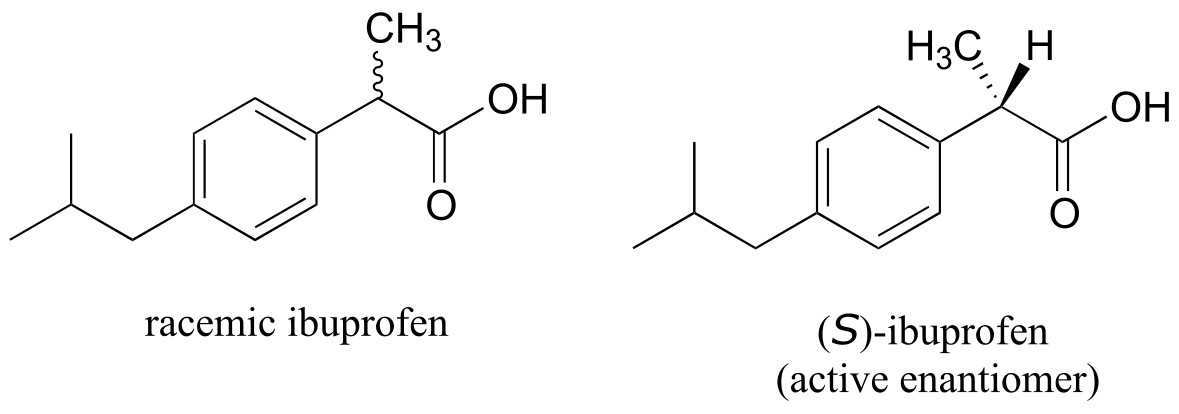 CH3
OH
O
racemic ibuprofen
H3C
H
OH
O
(S)-ibuprofen
(active enantiomer)